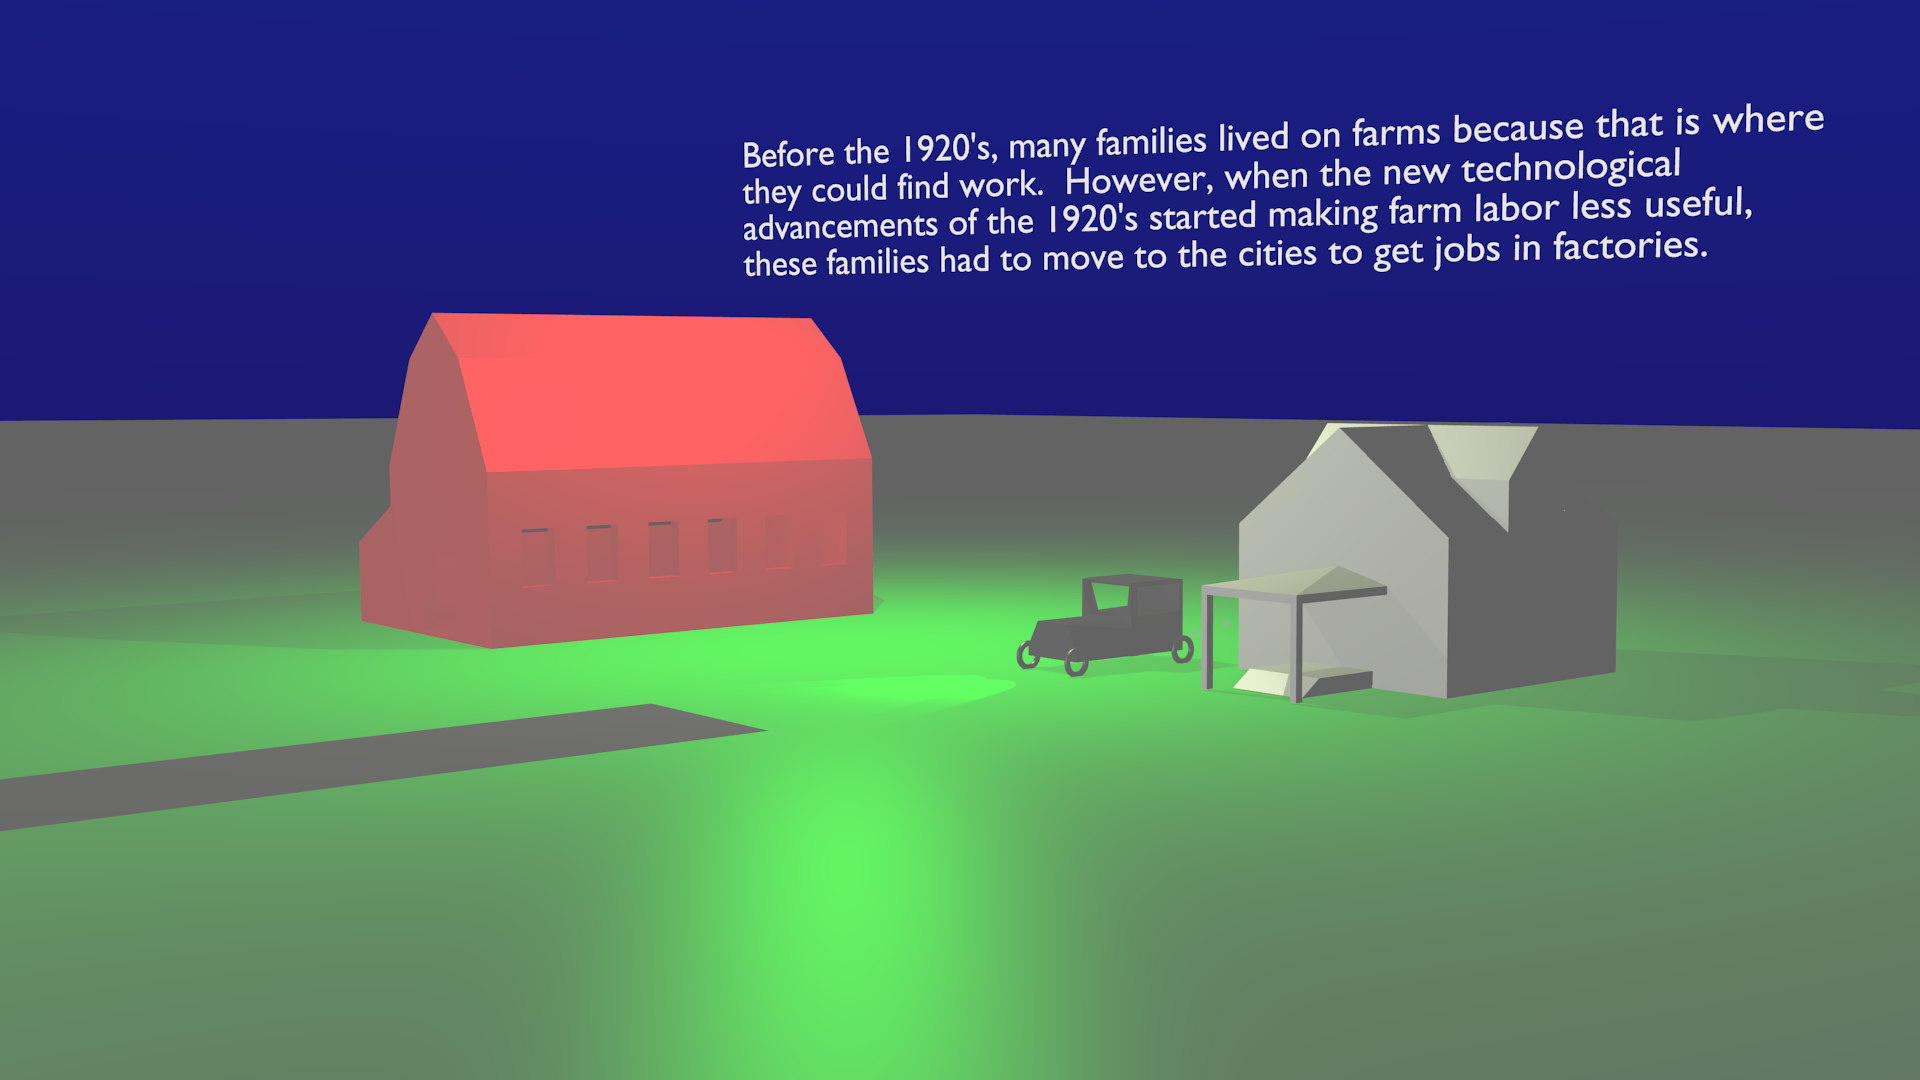 Before the 1920's, many families lived on farms because that is where
they could find work.  However, when the new technological
advancements of the 1920's started making farm labor less useful,
these families had to move to the cities to get jobs in factories.